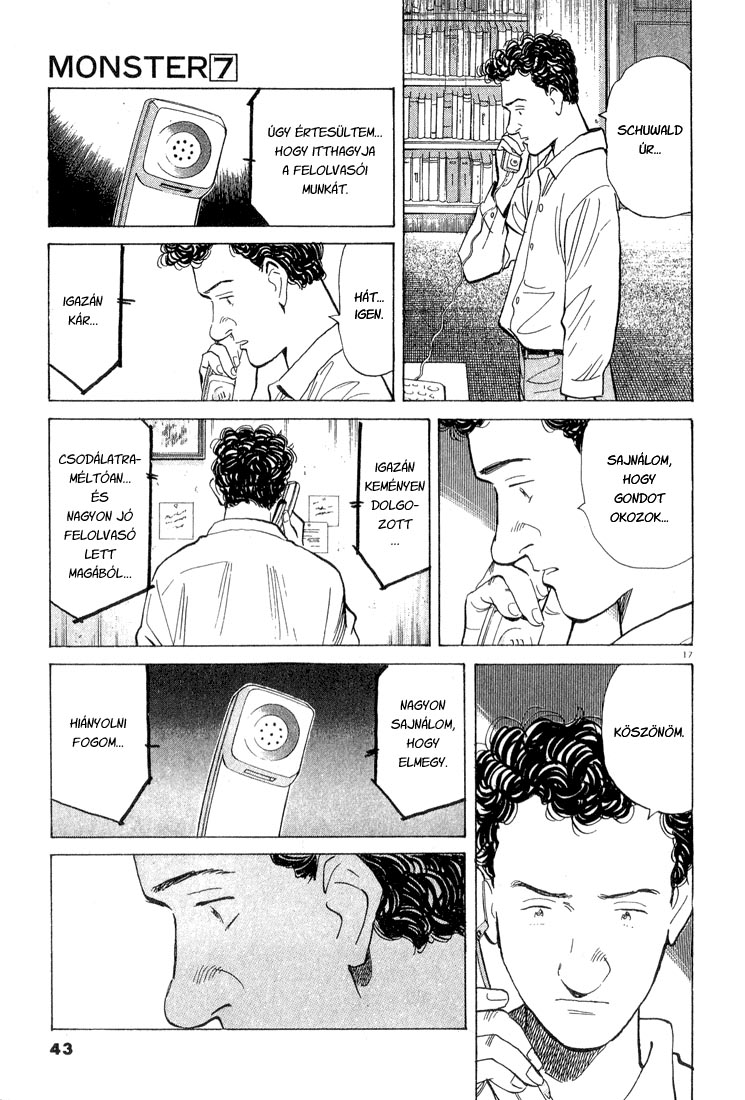 MONSTER 7
SCHUWALD
ÚR...
ÚGY ÉRTESÜLTEM...
HOGY ITTHAGYJA
A FELOLVASÓI
MUNKÁT.
HÁT...
IGEN.
IGAZÁN
KÁR...
SAJNÁLOM,
HOGY
GONDOT
OKOZOK...
IGAZÁN
KEMÉNYEN
DOLGO-
ZOTT
...
CSODÁLATRA-
MÉLTÓAN...
ÉS
NAGYON JÓ
FELOLVASÓ
LETT
MAGÁBÓL...
17
KÖSZÖNÖM.
NAGYON
SAJNÁLOM,
HOGY
ELMEGY.
HIÁNYOLNI
FOGOM...
43